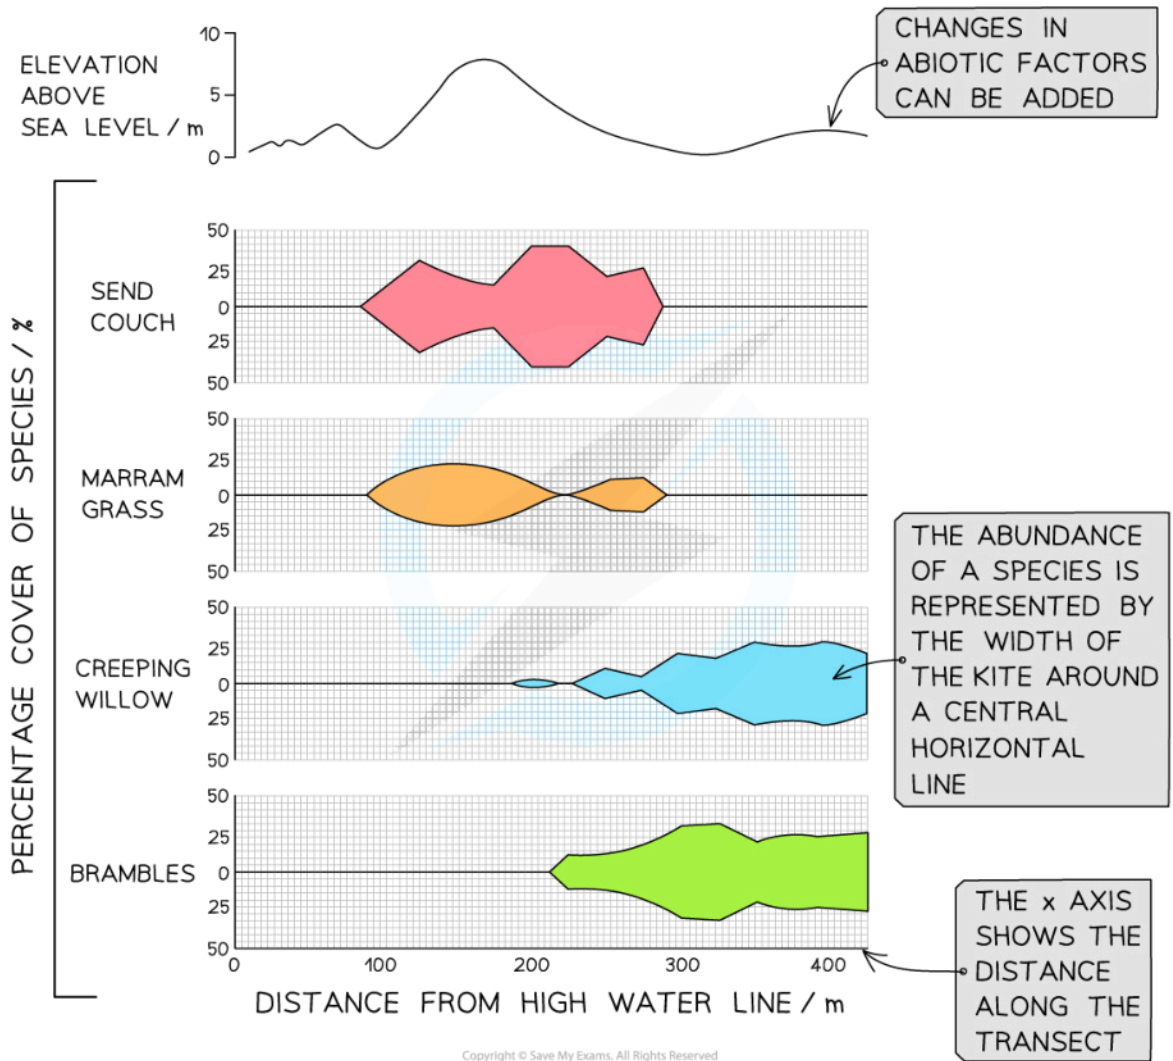 10
ELEVATION
ABOVE
SEA LEVEL / m
5
0
CHANGES IN
ABIOTIC FACTORS
CAN BE ADDED
PERCENTAGE COVER OF SPECIES / %
SEND
COUCH
50
25
0
25
50
MARRAM
GRASS
50
25
0
25
50
CREEPING
WILLOW
50
25
0
25
50
THE ABUNDANCE
OF A SPECIES IS
REPRESENTED BY
THE WIDTH OF
THE KITE AROUND
A CENTRAL
HORIZONTAL
LINE
BRAMBLES
50
25
0
25
50
0 100 200 300 400
DISTANCE FROM HIGH WATER LINE / m
THE x AXIS
SHOWS THE
DISTANCE
ALONG THE
TRANSECT
Copyright © Save My Exams. All Rights Reserved